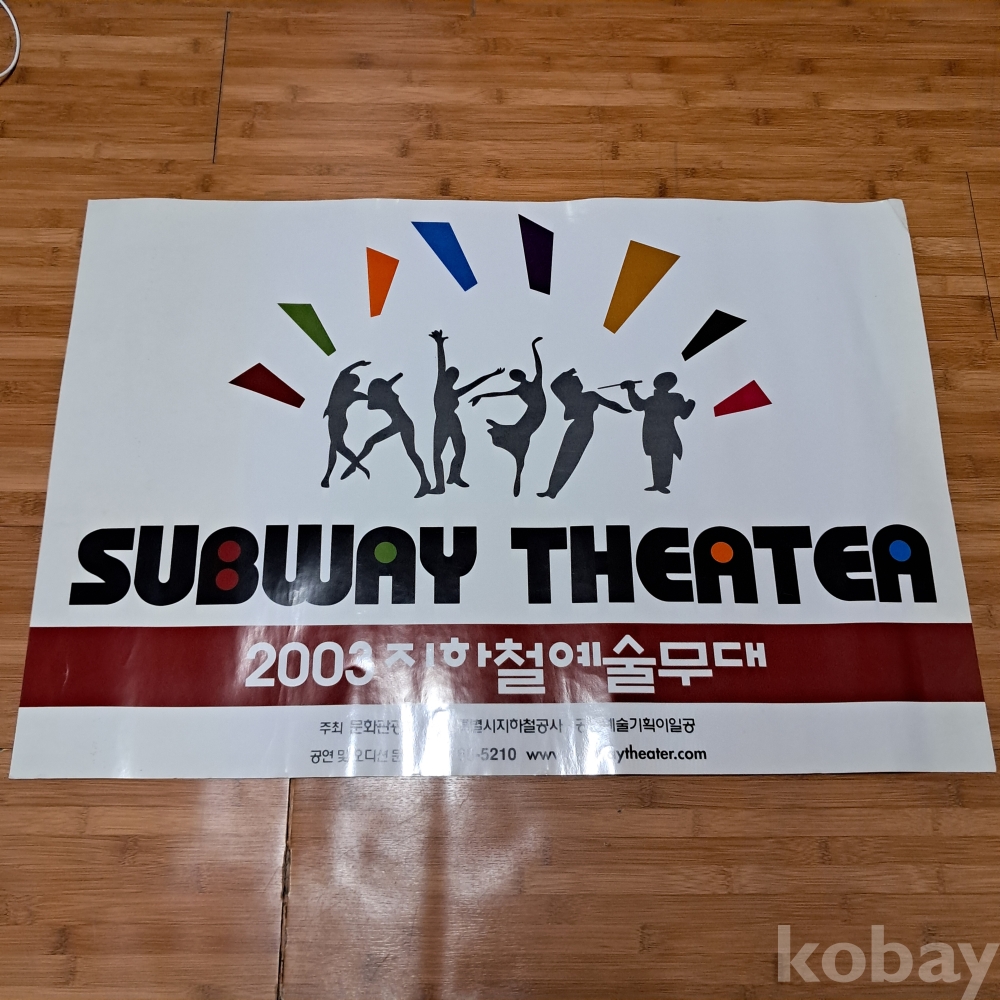 SUBWAY THEATER
2003 지하철예술무대
주최 문화관광 별시지하철공사 예술기획이일공
공연 및 오디션 -5210 www. ytheater.com
kobay